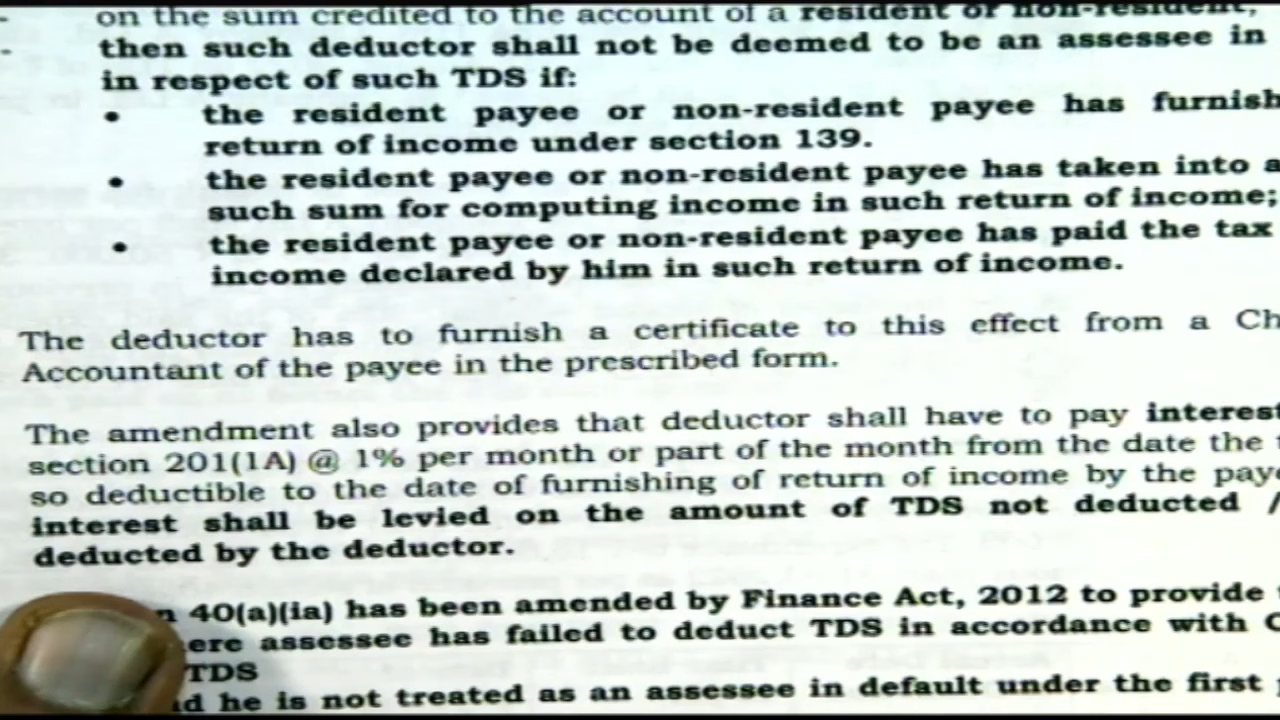 on the sum credited to the account of a resident or non-resident,
then such deductor shall not be deemed to be an assessee in
in respect of such TDS if:
• the resident payee or non-resident payee has furnish
return of income under section 139.
• the resident payee or non-resident payee has taken into a
such sum for computing income in such return of income;
• the resident payee or non-resident payee has paid the tax
income declared by him in such return of income.
The deductor has to furnish a certificate to this effect from a Ch
Accountant of the payee in the prescribed form.
The amendment also provides that deductor shall have to pay interest
section 201(1A) @ 1% per month or part of the month from the date the
so deductible to the date of furnishing of return of income by the paye
interest shall be levied on the amount of TDS not deducted /
deducted by the deductor.
n 40(a)(ia) has been amended by Finance Act, 2012 to provide
ere assessee has failed to deduct TDS in accordance with C
TDS
d he is not treated as an assessee in default under the first